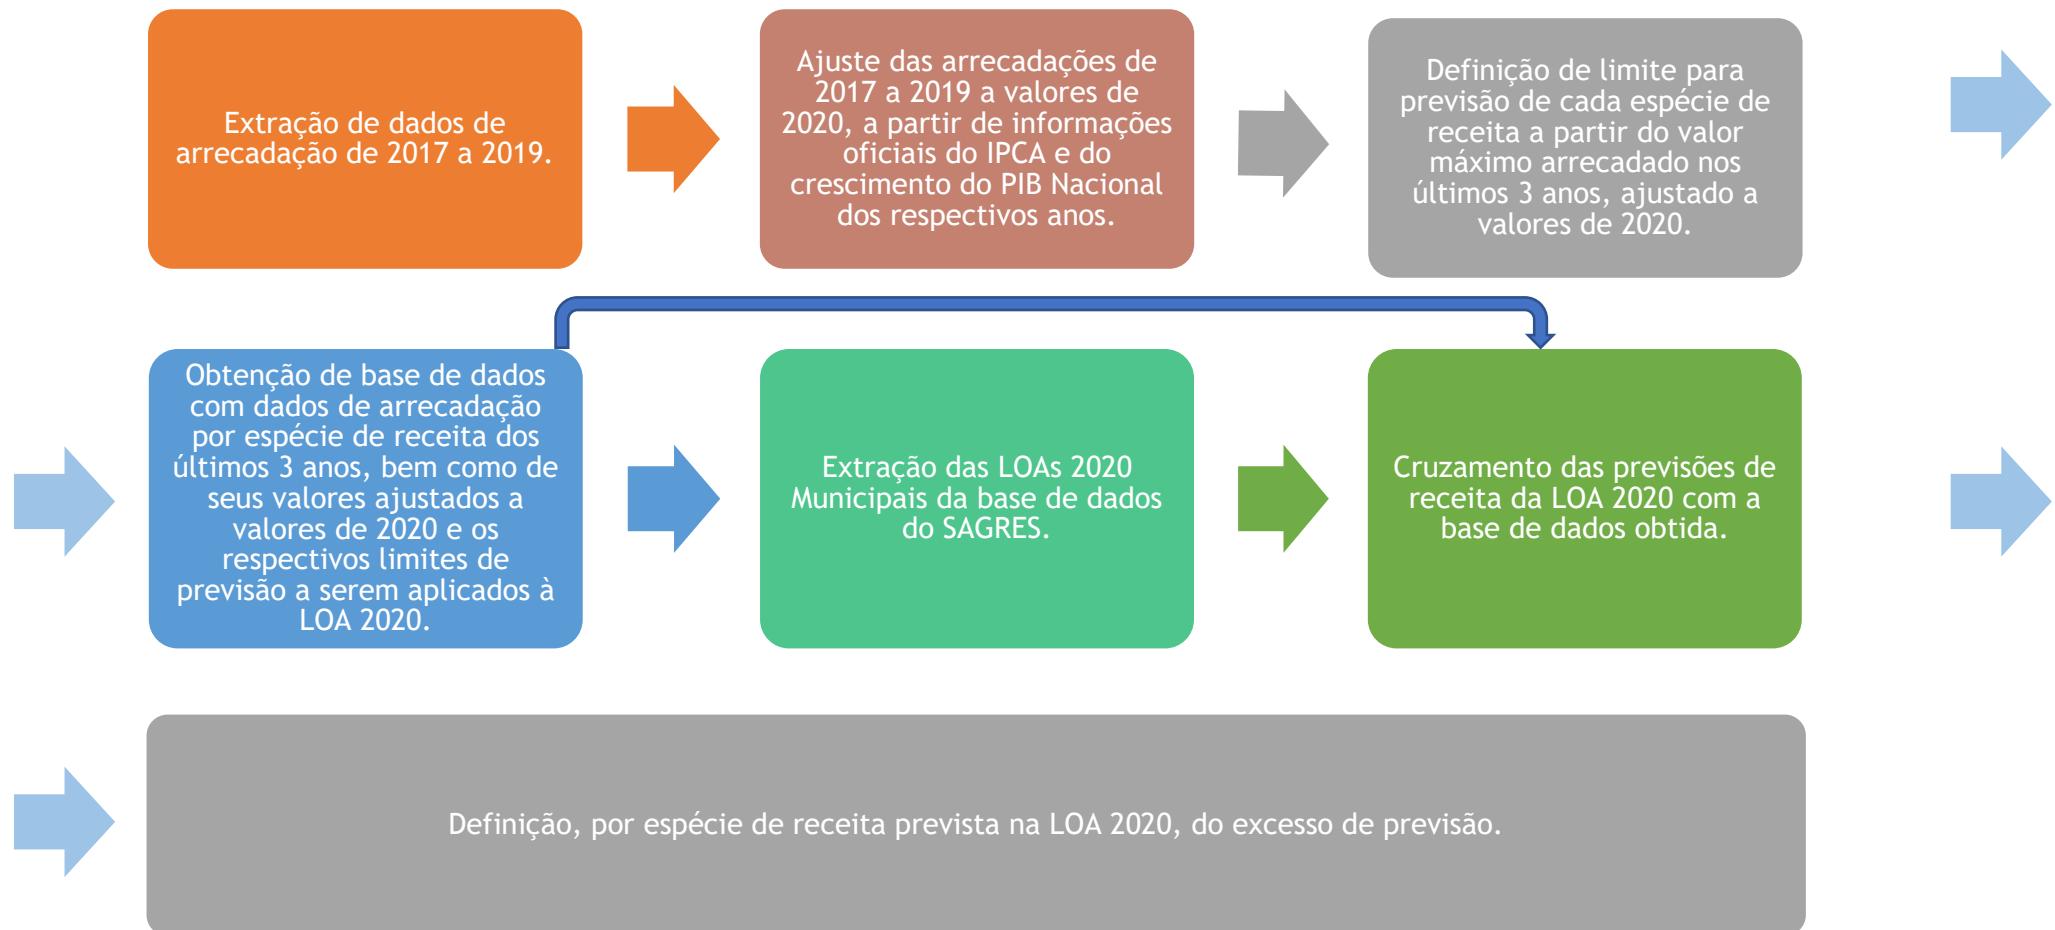 Extração de dados de
arrecadação de 2017 a 2019.
Ajuste das arrecadações de
2017 a 2019 a valores de
2020, a partir de informações
oficiais do IPCA e do
crescimento do PIB Nacional
dos respectivos anos.
Definição de limite para
previsão de cada espécie de
receita a partir do valor
máximo arrecadado nos
últimos 3 anos, ajustado a
valores de 2020.
Obtenção de base de dados
com dados de arrecadação
por espécie de receita dos
últimos 3 anos, bem como de
seus valores ajustados a
valores de 2020 e os
respectivos limites de
previsão a serem aplicados à
LOA 2020.
Extração das LOAs 2020
Municipais da base de dados
do SAGRES.
Cruzamento das previsões de
receita da LOA 2020 com a
base de dados obtida.
Definição, por espécie de receita prevista na LOA 2020, do excesso de previsão.